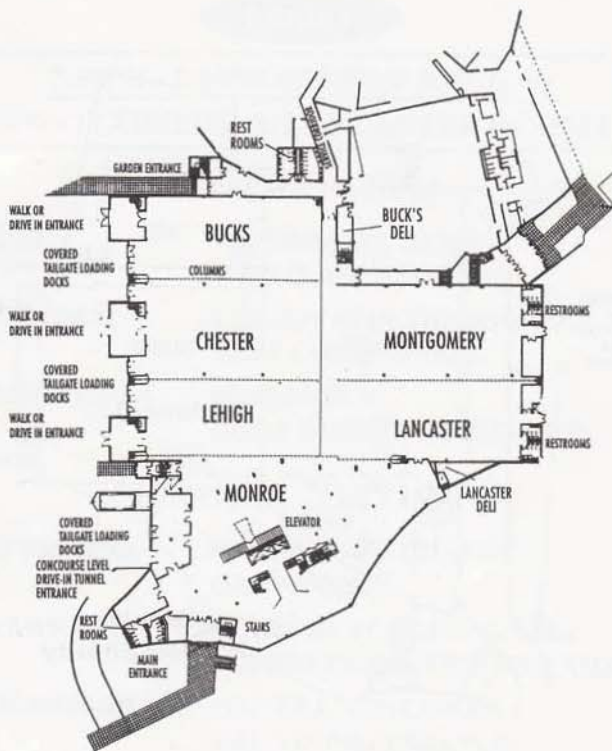 REST
ROOMS
CENTER CORRIDOR
GARDEN ENTRANCE
WALK OR
DRIVE IN ENTRANCE
BUCKS
BUCK'S
DELI
COVERED
TAILGATE LOADING
DOCKS
COLUMNS
WALK OR
DRIVE IN ENTRANCE
CHESTER
MONTGOMERY
RESTROOMS
COVERED
TAILGATE LOADING
DOCKS
LEHIGH
LANCASTER
WALK OR
DRIVE IN ENTRANCE
RESTROOMS
MONROE
LANCASTER
DELI
COVERED
TAILGATE LOADING
DOCKS
ELEVATOR
CONCOURSE LEVEL
DRIVE-IN TUNNEL
ENTRANCE
REST
ROOMS
STAIRS
MAIN
ENTRANCE